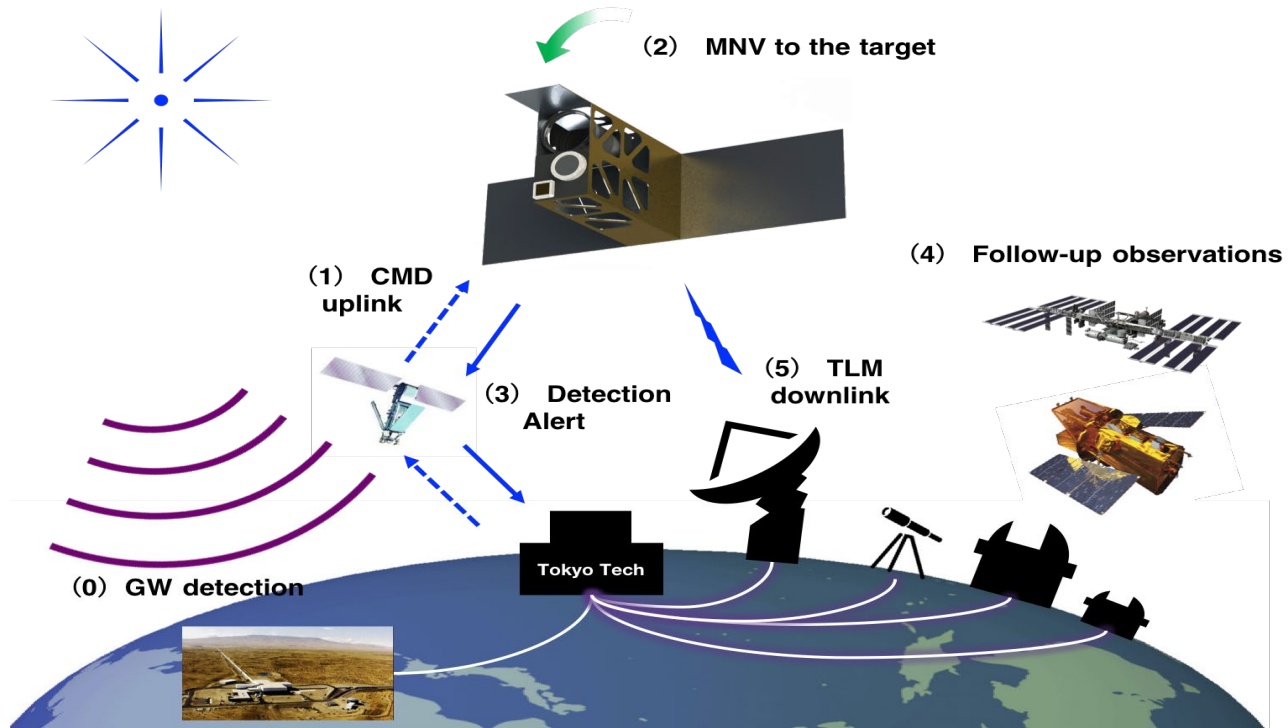 （2） MNV to the target
（4） Follow-up observations
（1） CMD
uplink
（3） Detection
Alert
（5） TLM
downlink
（0）GW detection
Tokyo Tech